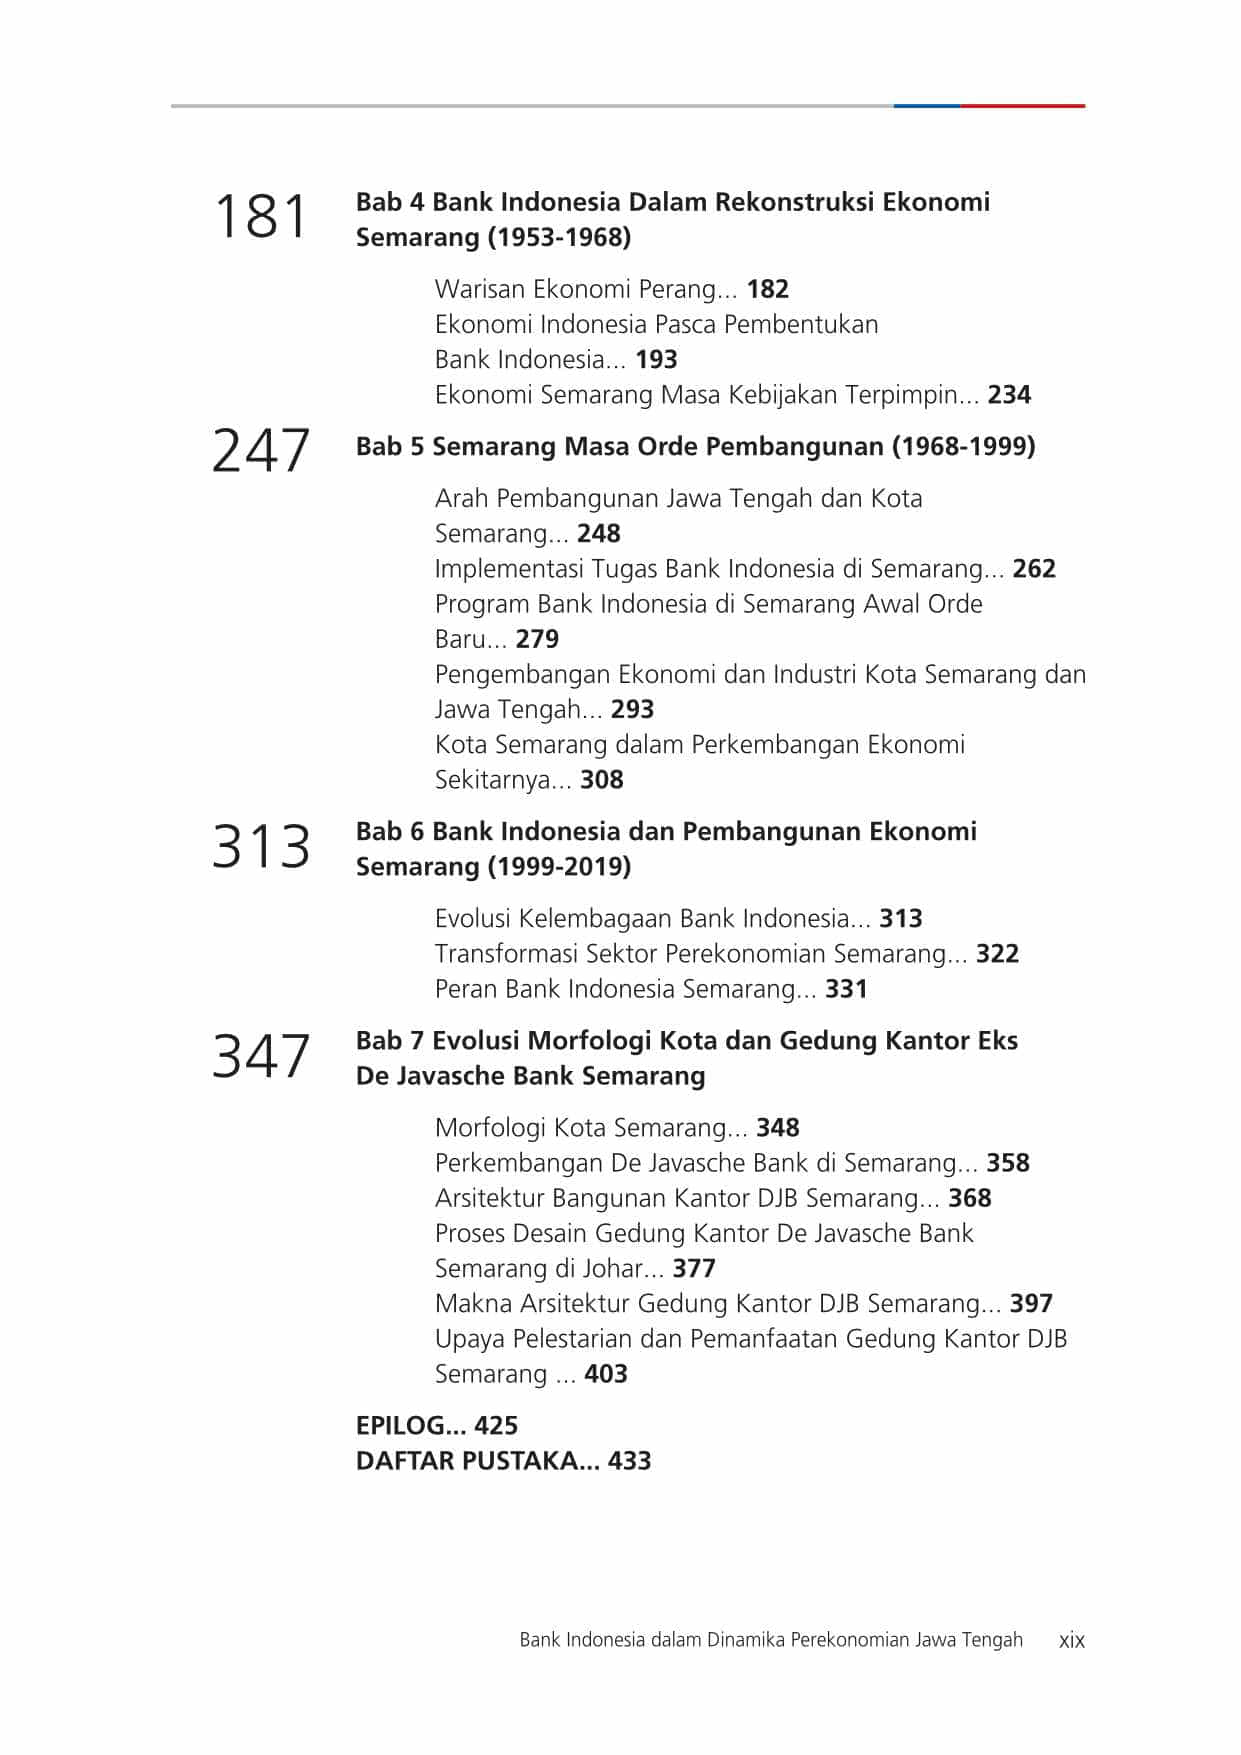 181
Bab 4 Bank Indonesia Dalam Rekonstruksi Ekonomi
Semarang (1953-1968)
Warisan Ekonomi Perang... 182
Ekonomi Indonesia Pasca Pembentukan
Bank Indonesia... 193
Ekonomi Semarang Masa Kebijakan Terpimpin... 234
247
Bab 5 Semarang Masa Orde Pembangunan (1968-1999)
Arah Pembangunan Jawa Tengah dan Kota
Semarang... 248
Implementasi Tugas Bank Indonesia di Semarang... 262
Program Bank Indonesia di Semarang Awal Orde
Baru... 279
Pengembangan Ekonomi dan Industri Kota Semarang dan
Jawa Tengah... 293
Kota Semarang dalam Perkembangan Ekonomi
Sekitarnya... 308
313
Bab 6 Bank Indonesia dan Pembangunan Ekonomi
Semarang (1999-2019)
Evolusi Kelembagaan Bank Indonesia... 313
Transformasi Sektor Perekonomian Semarang... 322
Peran Bank Indonesia Semarang... 331
347
Bab 7 Evolusi Morfologi Kota dan Gedung Kantor Eks
De Javasche Bank Semarang
Morfologi Kota Semarang... 348
Perkembangan De Javasche Bank di Semarang... 358
Arsitektur Bangunan Kantor DJB Semarang... 368
Proses Desain Gedung Kantor De Javasche Bank
Semarang di Johar... 377
Makna Arsitektur Gedung Kantor DJB Semarang... 397
Upaya Pelestarian dan Pemanfaatan Gedung Kantor DJB
Semarang ... 403
EPILOG... 425
DAFTAR PUSTAKA... 433
Bank Indonesia dalam Dinamika Perekonomian Jawa Tengah xix